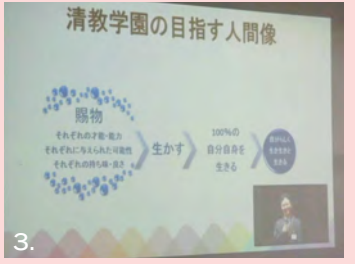 清教学園の目指す人間像
賜物
それぞれの才能・能力
それぞれに与えられた可能性
それぞれの持ち味・良さ
生かす
100%の
自分自身を
生きる
生きる
3.